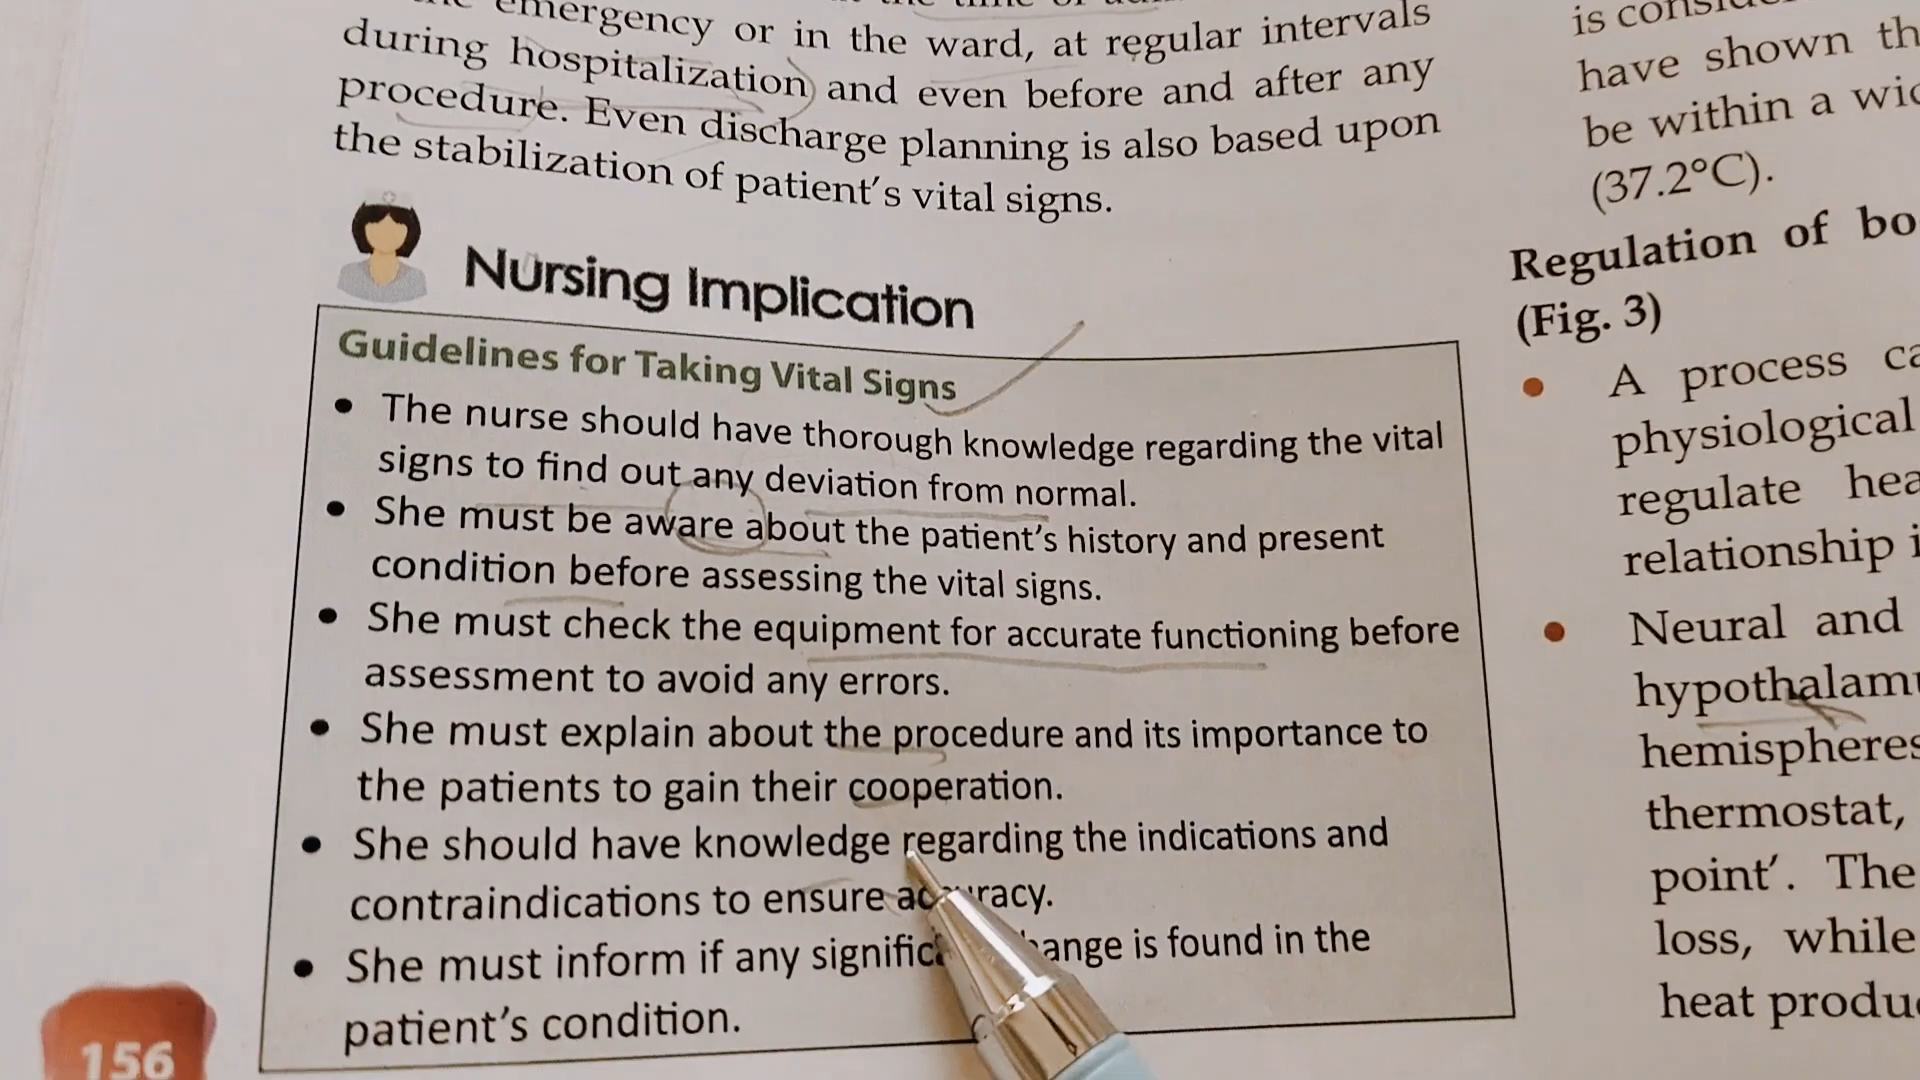 emergency or in the ward, at regular intervals
during hospitalization and even before and after any
procedure. Even discharge planning is also based upon
the stabilization of patient's vital signs.
Nursing Implication
Guidelines for Taking Vital Signs
• The nurse should have thorough knowledge regarding the vital
signs to find out any deviation from normal.
• She must be aware about the patient's history and present
condition before assessing the vital signs.
• She must check the equipment for accurate functioning before
assessment to avoid any errors.
• She must explain about the procedure and its importance to
the patients to gain their cooperation.
• She should have knowledge regarding the indications and
contraindications to ensure accuracy.
• She must inform if any change is found in the
patient's condition.
156
is
have shown
be within a
(37.2°C).
Regulation of
(Fig. 3)
• A process
physiological
regulate
relationship
• Neural and
hemispheres
thermostat,
point'. The
loss, while
heat